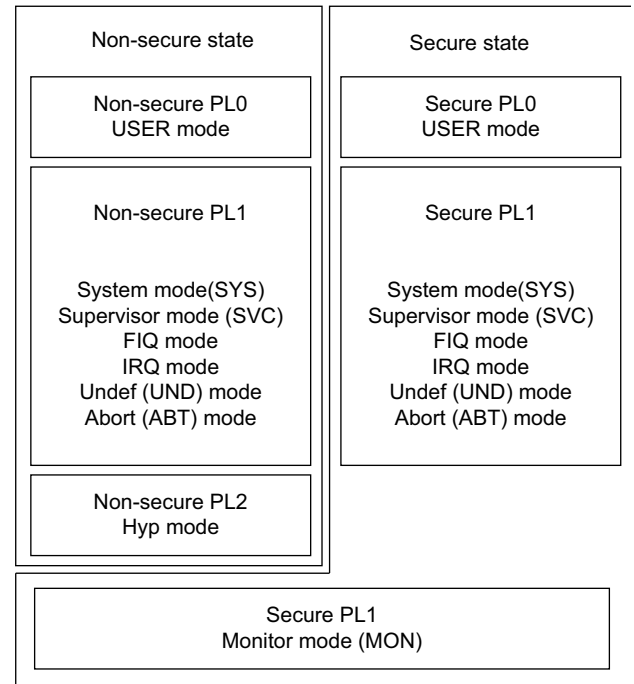 Non-secure state
Non-secure PL0
USER mode
Non-secure PL1
System mode(SYS)
Supervisor mode (SVC)
FIQ mode
IRQ mode
Undef (UND) mode
Abort (ABT) mode
Non-secure PL2
Hyp mode
Secure state
Secure PL0
USER mode
Secure PL1
System mode(SYS)
Supervisor mode (SVC)
FIQ mode
IRQ mode
Undef (UND) mode
Abort (ABT) mode
Secure PL1
Monitor mode (MON)